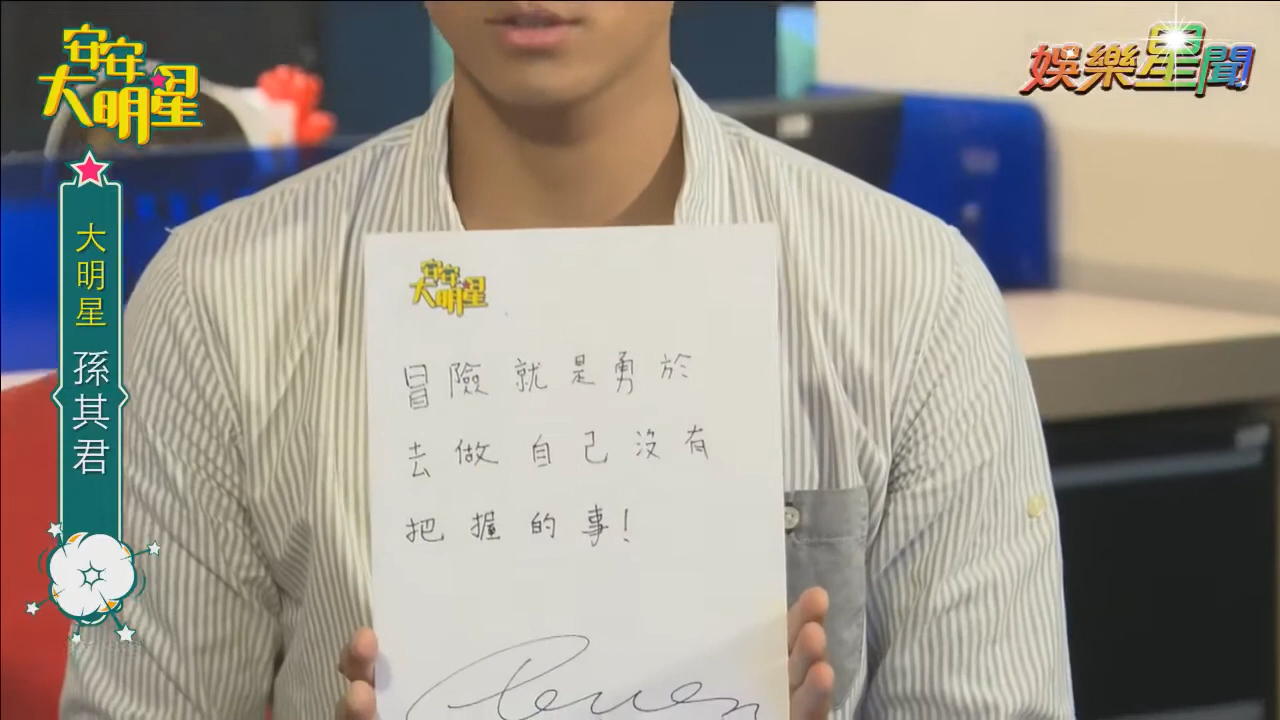 安安
大明星
娛樂星聞
大明星 孫其君
安安
大明星
冒險就是勇於
去做自己沒有
把握的事!